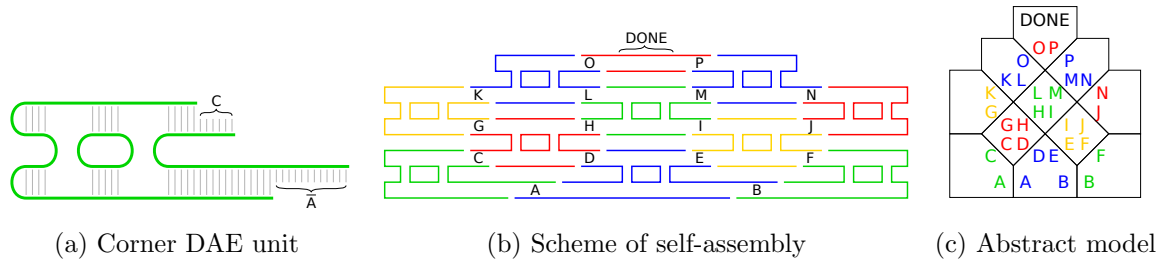 C
A̅
DONE
O P
K L M N
G H I J
C D E F
A B
DONE
O P
O P
K L M N
K L M N
G H I J
G H I J
C D E F
C D E F
A A B B
(a) Corner DAE unit
(b) Scheme of self-assembly
(c) Abstract model